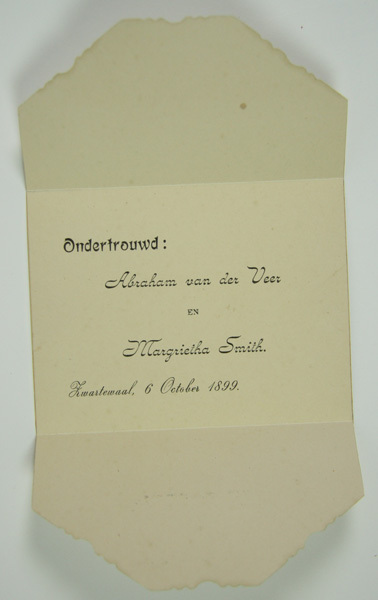 Ondertrouwd:
Abraham van der Veer
EN
Margrietha Smith.
Zwartewaal, 6 October 1899.